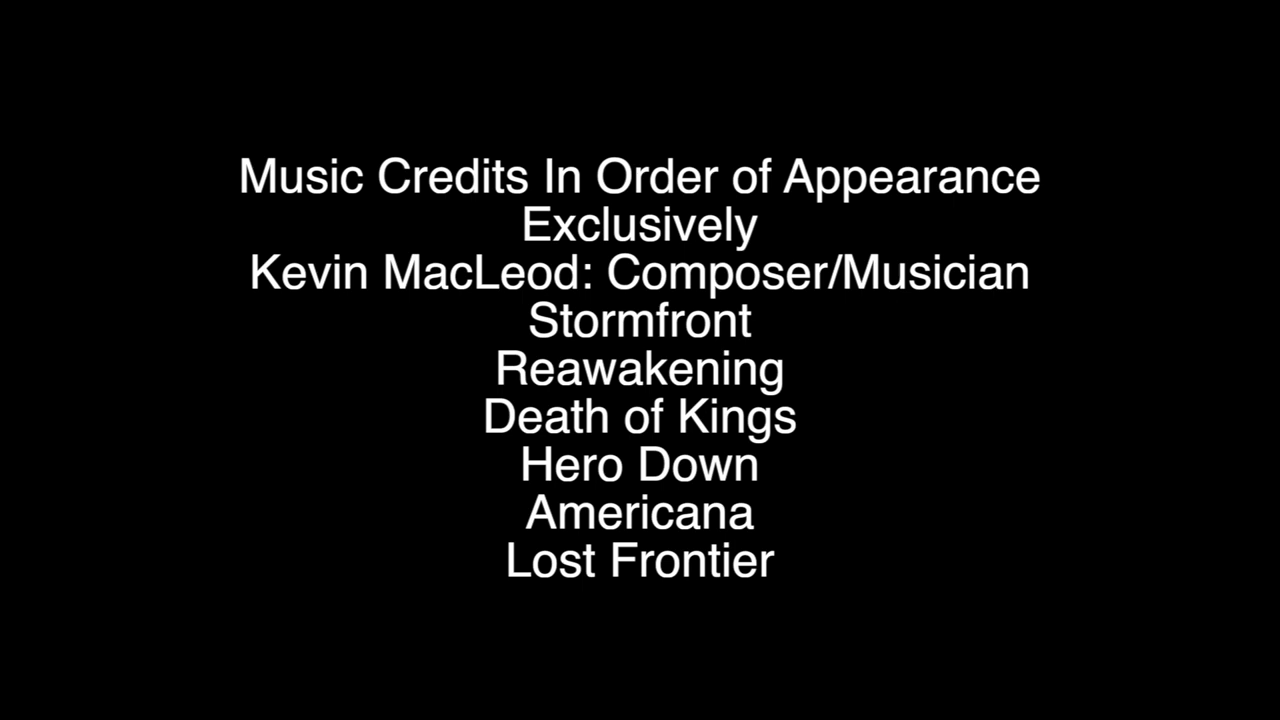 Music Credits In Order of Appearance
Exclusively
Kevin MacLeod: Composer/Musician
Stormfront
Reawakening
Death of Kings
Hero Down
Americana
Lost Frontier